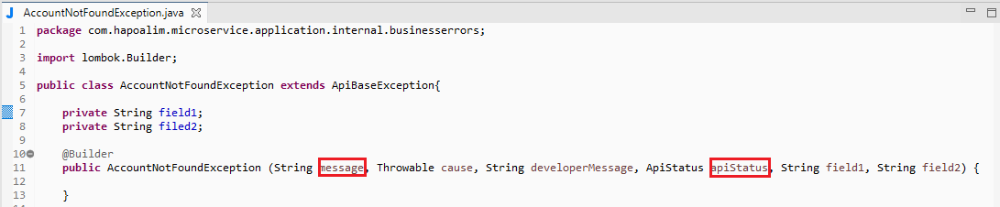 AccountNotFoundException.java
1 package com.hapoalim.microservice.application.internal.businesserrors;
2
3 import lombok.Builder;
4
5 public class AccountNotFoundException extends ApiBaseException{
6
7 private String field1;
8 private String filed2;
9
10 @Builder
11 public AccountNotFoundException (String message, Throwable cause, String developerMessage, ApiStatus apiStatus, String field1, String field2) {
12
13 }